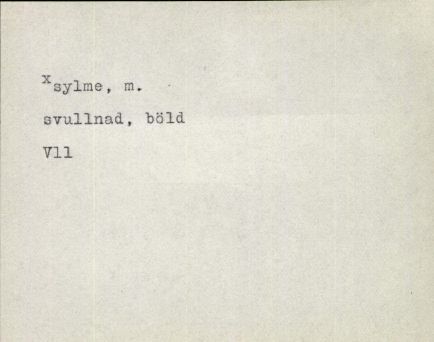 xsylme, m.
svullnad, böld
Vll